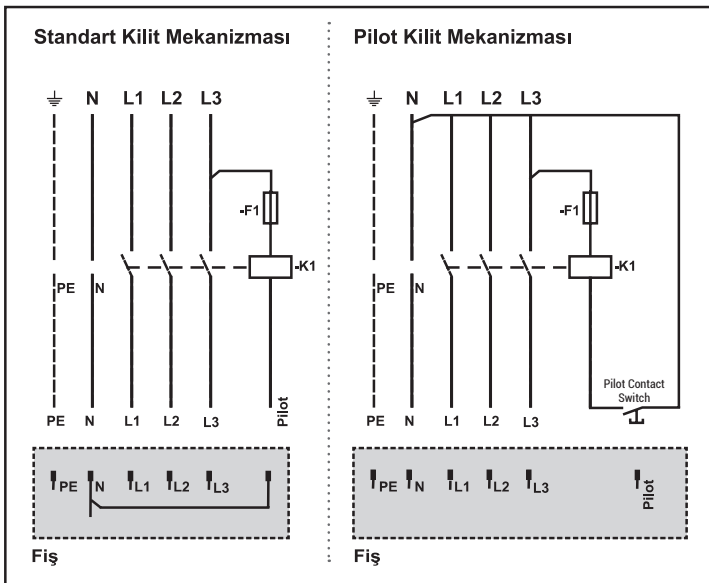 Standart Kilit Mekanizması
N L1 L2 L3
-F1
-K1
PE N
PE N L1 L2 L3 Pilot
PE N L1 L2 L3
Fiş
Pilot Kilit Mekanizması
N L1 L2 L3
-F1
-K1
PE N
Pilot Contact
Switch
PE N L1 L2 L3
PE N L1 L2 L3 Pilot
Fiş